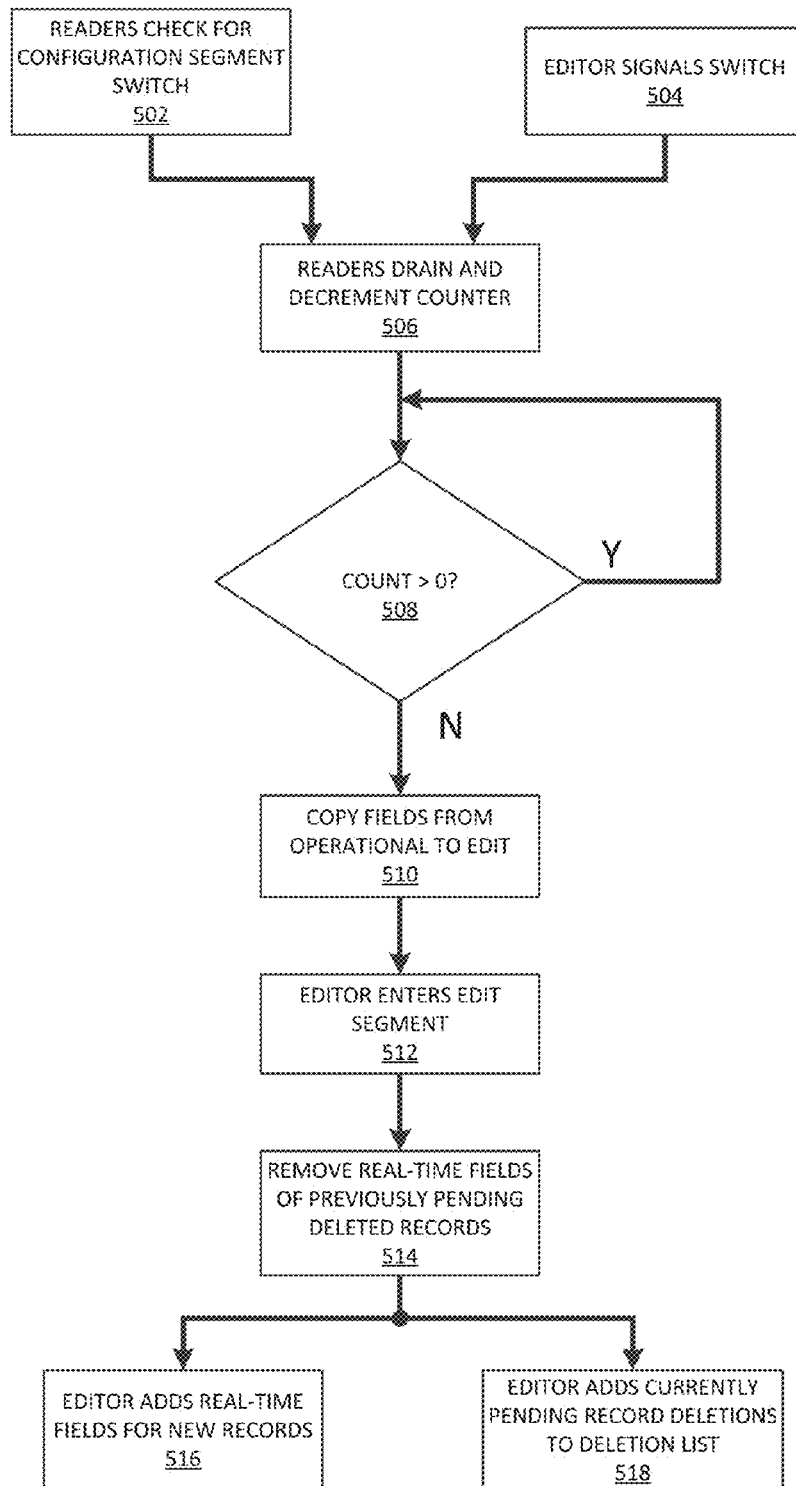 READERS CHECK FOR
CONFIGURATION SEGMENT
SWITCH
502
EDITOR SIGNALS SWITCH
504
READERS DRAIN AND
DECREMENT COUNTER
506
COUNT > 0?
508
Y
N
COPY FIELDS FROM
OPERATIONAL TO EDIT
510
EDITOR ENTERS EDIT
SEGMENT
512
REMOVE REAL-TIME FIELDS
OF PREVIOUSLY PENDING
DELETED RECORDS
514
EDITOR ADDS REAL-TIME
FIELDS FOR NEW RECORDS
516
EDITOR ADDS CURRENTLY
PENDING RECORD DELETIONS
TO DELETION LIST
518